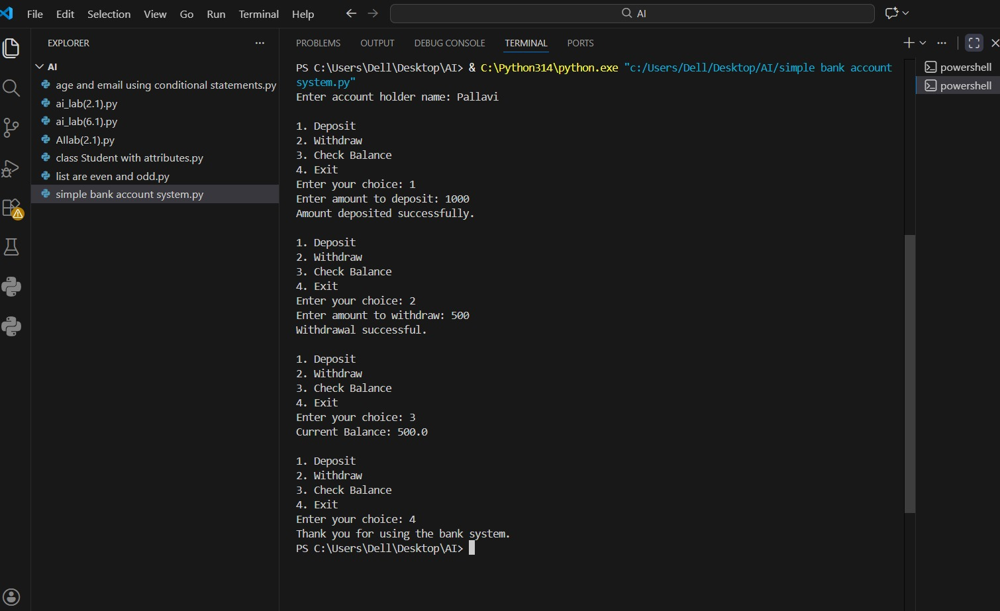 File Edit Selection View Go Run Terminal Help
AI
EXPLORER
AI
age and email using conditional statements.py
ai_lab(2.1).py
ai_lab(6.1).py
AIlab(2.1).py
class Student with attributes.py
list are even and odd.py
simple bank account system.py
PROBLEMS OUTPUT DEBUG CONSOLE TERMINAL PORTS
PS C:\Users\Dell\Desktop\AI> & C:\Python314\python.exe "c:/Users/Dell/Desktop/AI/simple bank account
system.py"
Enter account holder name: Pallavi
1. Deposit
2. Withdraw
3. Check Balance
4. Exit
Enter your choice: 1
Enter amount to deposit: 1000
Amount deposited successfully.
1. Deposit
2. Withdraw
3. Check Balance
4. Exit
Enter your choice: 2
Enter amount to withdraw: 500
Withdrawal successful.
1. Deposit
2. Withdraw
3. Check Balance
4. Exit
Enter your choice: 3
Current Balance: 500.0
1. Deposit
2. Withdraw
3. Check Balance
4. Exit
Enter your choice: 4
Thank you for using the bank system.
PS C:\Users\Dell\Desktop\AI>
powershell
powershell